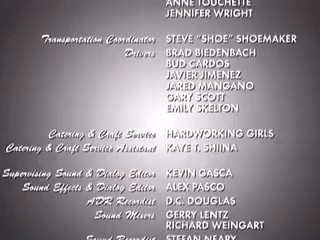 ANNE TOUCHETTE
JENNIFER WRIGHT
Transportation Coordinator STEVE "SHOE" SHOEMAKER
Drivers BRAD BIEDENBACH
BUD CARDOS
JAVIER JIMENEZ
JARED MANGANO
GARY SCOTT
EMILY SKELTON
Catering & Craft Service HARDWORKING GIRLS
Catering & Craft Service Assistant KAYE T. SHIINA
Supervising Sound & Dialog Editor KEVIN GASCA
Sound Effects & Dialog Editor ALEX PASCO
ADR Recordist D.C. DOUGLAS
Sound Mixers GERRY LENTZ
RICHARD WEINGART
Sound Recordist STEFAN NEARY